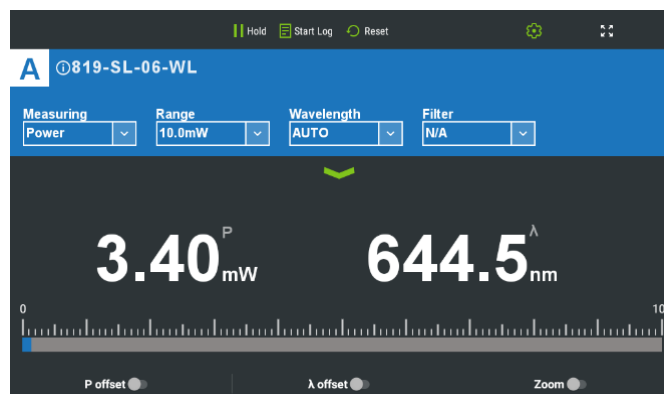 Hold Start Log Reset
A 819-SL-06-WL
Measuring Range Wavelength Filter
Power 10.0mW AUTO N/A
P λ
3.40 mW 644.5 nm
0 10
P offset λ offset Zoom